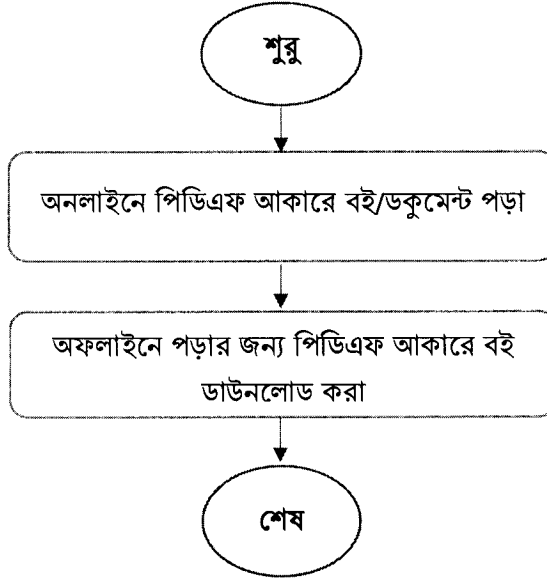 শুরু
অনলাইনে পিডিএফ আকারে বই/ডকুমেন্ট পড়া
অফলাইনে পড়ার জন্য পিডিএফ আকারে বই
ডাউনলোড করা
শেষ